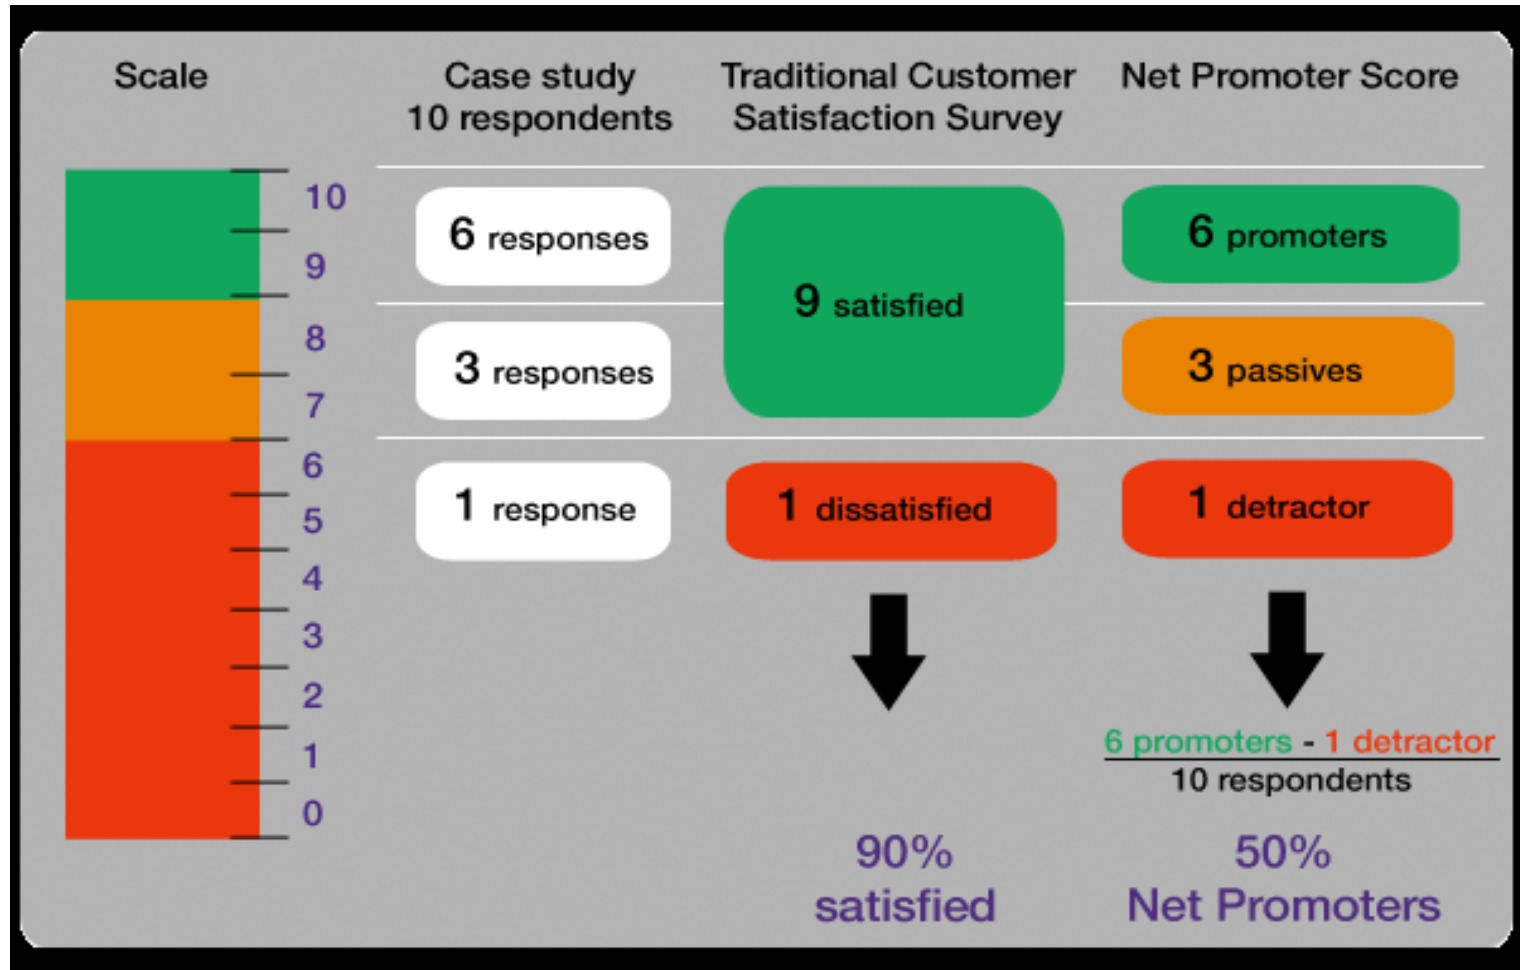 Scale
Case study
10 respondents
Traditional Customer
Satisfaction Survey
Net Promoter Score
10
9
8
7
6
5
4
3
2
1
0
6 responses
9 satisfied
6 promoters
3 responses
3 passives
1 response
1 dissatisfied
1 detractor
6 promoters - 1 detractor
10 respondents
90%
satisfied
50%
Net Promoters